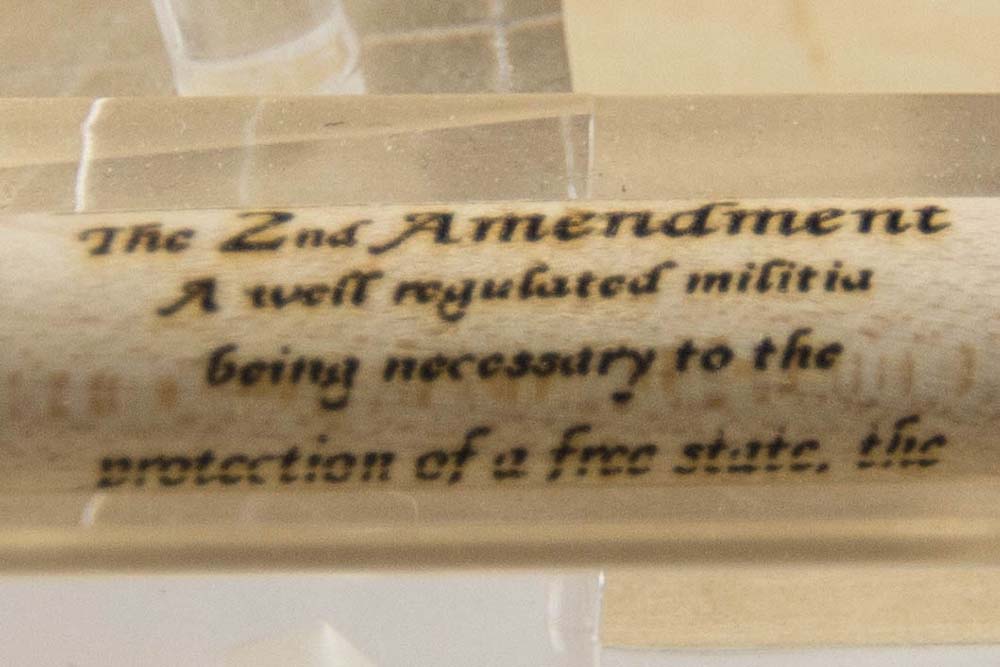 The 2nd Amendment
A well regulated militia
being necessary to the
protection of a free state, the